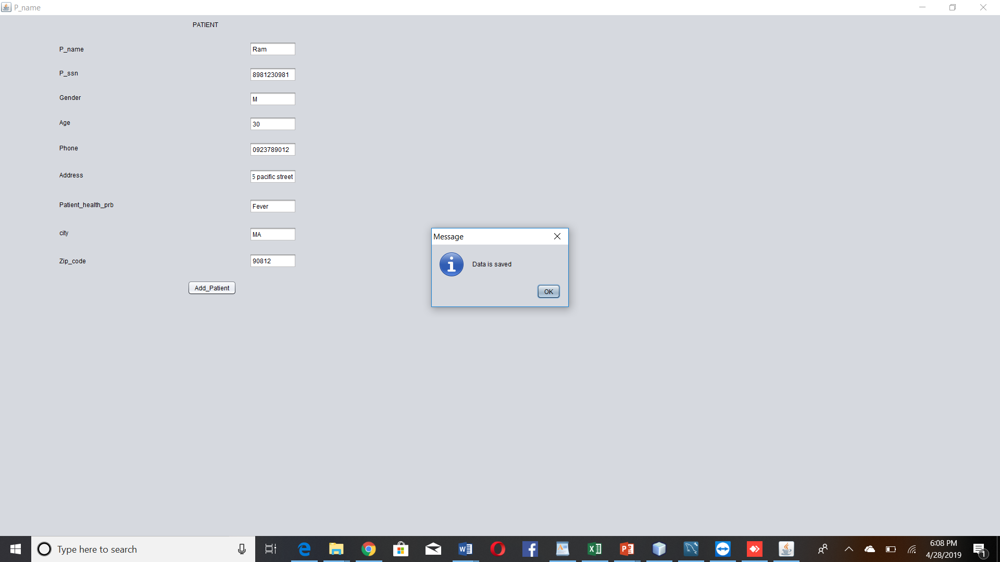 P_name
PATIENT
P_name Ram
P_ssn 8981230981
Gender M
Age 30
Phone 0923789012
Address 5 pacific street
Patient_health_prb Fever
city MA
Zip_code 90812
Add_Patient
Message
Data is saved
OK
Type here to search
6:08 PM
4/28/2019
1